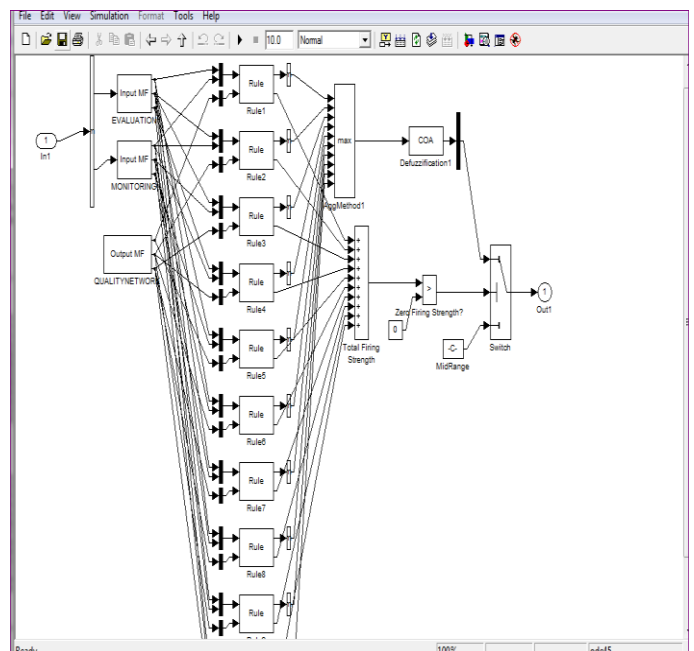 File Edit View Simulation Format Tools Help
10.0 Normal
1
In1
Input MF
EVALUATION
Input MF
MONITORING
Output MF
QUALITYNETWORK
Rule
Rule1
Rule
Rule2
Rule
Rule3
Rule
Rule4
Rule
Rule5
Rule
Rule6
Rule
Rule7
Rule
Rule8
Rule
max
AggMethod1
COA
Defuzzification1
Total Firing
Strength
0
>
Zero Firing Strength?
-C-
MidRange
Switch
1
Out1
Ready
100%
ode45